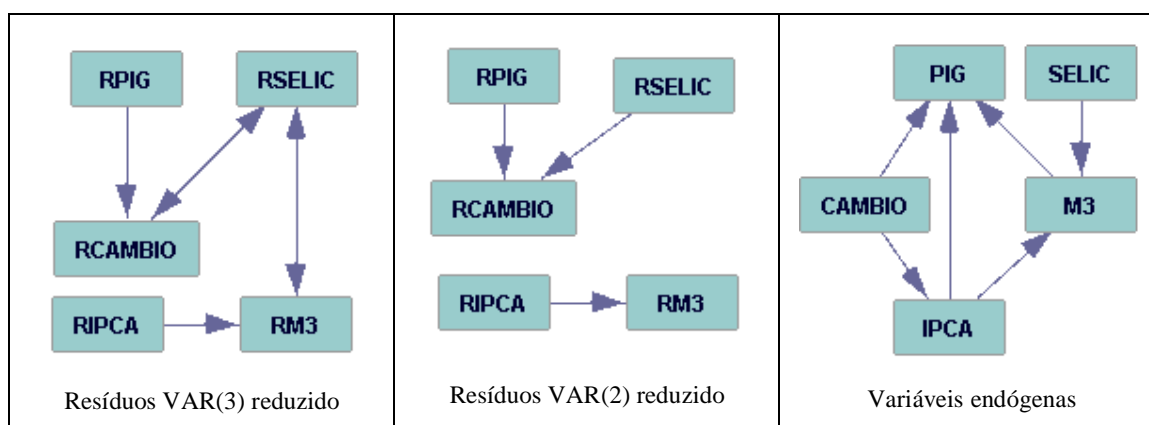 RPIG
RSELIC
RCAMBIO
RIPCA
RM3
Resíduos VAR(3) reduzido
RPIG
RSELIC
RCAMBIO
RIPCA
RM3
Resíduos VAR(2) reduzido
PIG
SELIC
CAMBIO
M3
IPCA
Variáveis endógenas